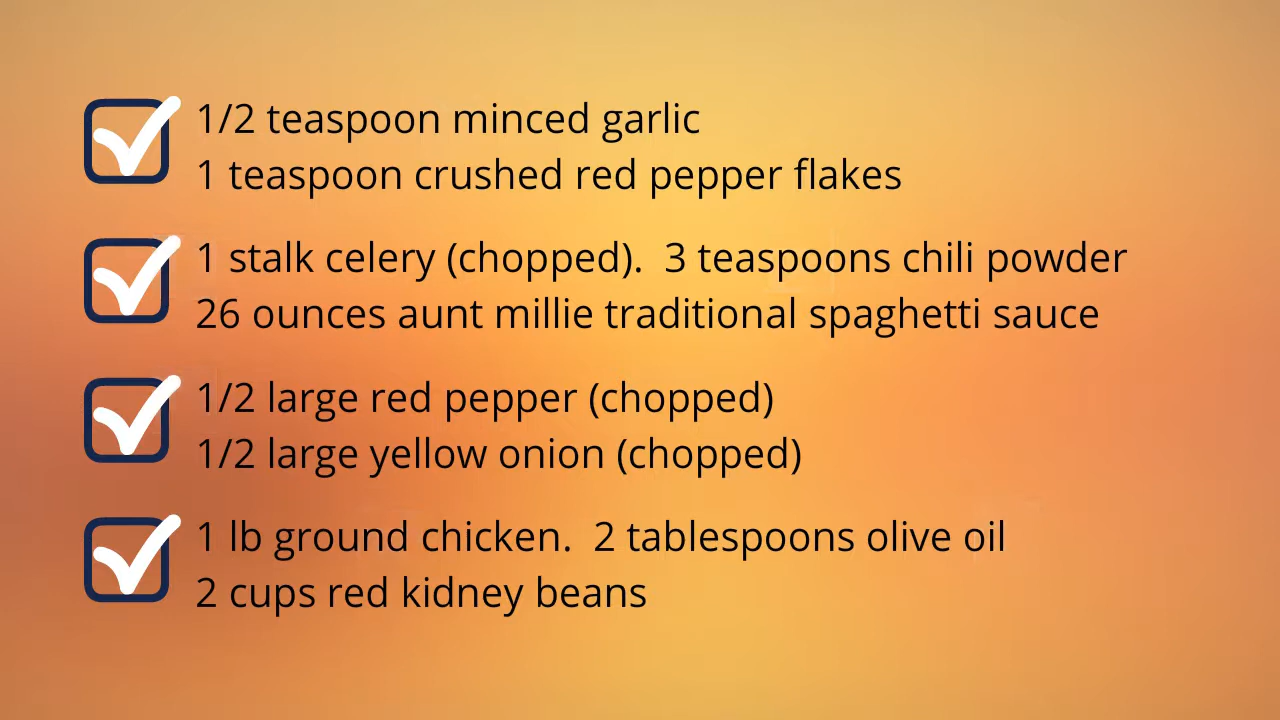 1/2 teaspoon minced garlic
1 teaspoon crushed red pepper flakes
1 stalk celery (chopped).  3 teaspoons chili powder
26 ounces aunt millie traditional spaghetti sauce
1/2 large red pepper (chopped)
1/2 large yellow onion (chopped)
1 lb ground chicken.  2 tablespoons olive oil
2 cups red kidney beans